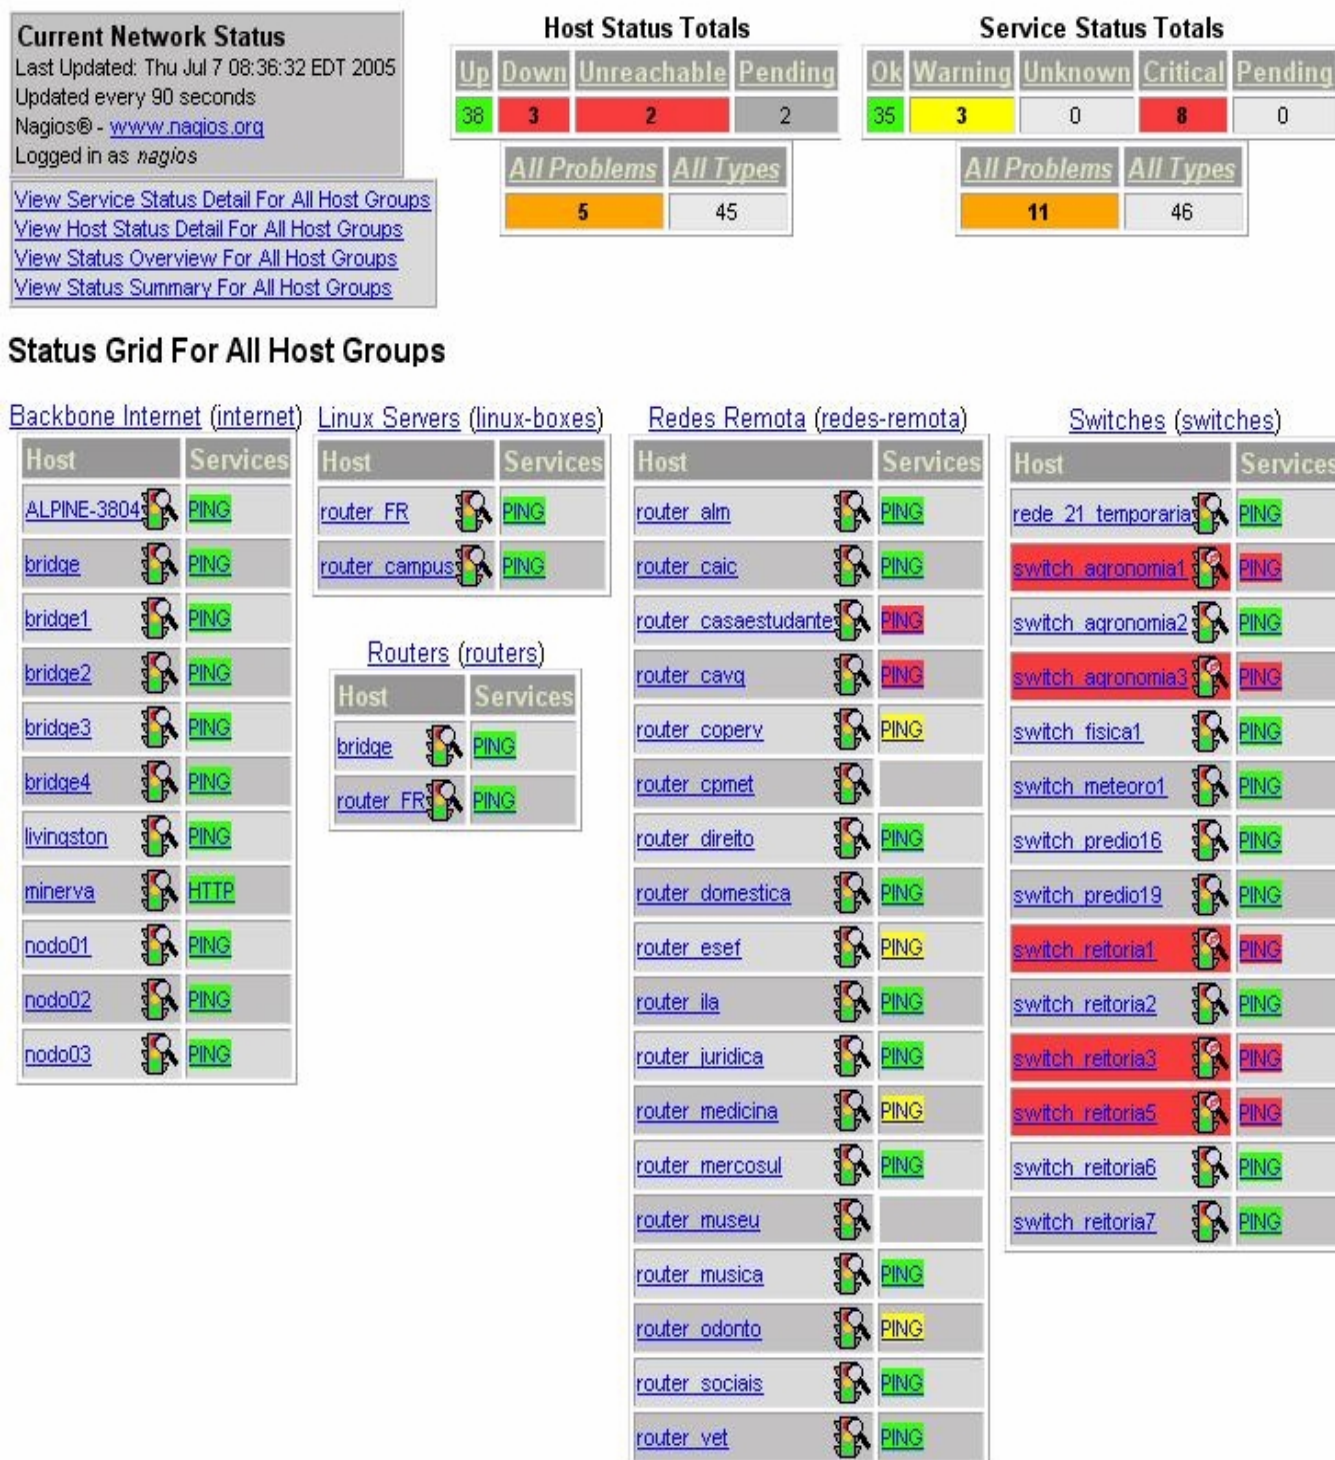 Current Network Status
Last Updated: Thu Jul 7 08:36:32 EDT 2005
Updated every 90 seconds
Nagios® - www.nagios.org
Logged in as nagios
View Service Status Detail For All Host Groups
View Host Status Detail For All Host Groups
View Status Overview For All Host Groups
View Status Summary For All Host Groups
Host Status Totals
Up Down Unreachable Pending
38 3 2 2
All Problems All Types
5 45
Service Status Totals
Ok Warning Unknown Critical Pending
35 3 0 8 0
All Problems All Types
11 46
Status Grid For All Host Groups
Backbone Internet (internet)
Host Services
ALPINE-3804 PING
bridge PING
bridge1 PING
bridge2 PING
bridge3 PING
bridge4 PING
livingston PING
minerva HTTP
nodo01 PING
nodo02 PING
nodo03 PING
Linux Servers (linux-boxes)
Host Services
router_FR PING
router_campus PING
Routers (routers)
Host Services
bridge PING
router_FR PING
Redes Remota (redes-remota)
Host Services
router_alm PING
router_caic PING
router_casaestudante PING
router_cavg PING
router_coperv PING
router_cpmet
router_direito PING
router_domestica PING
router_esef PING
router_ila PING
router_juridica PING
router_medicina PING
router_mercosul PING
router_museu
router_musica PING
router_odonto PING
router_sociais PING
router_vet PING
Switches (switches)
Host Services
rede_21_temporaria PING
switch_agronomia1 PING
switch_agronomia2 PING
switch_agronomia3 PING
switch_fisica1 PING
switch_meteoro1 PING
switch_predio16 PING
switch_predio19 PING
switch_reitoria1 PING
switch_reitoria2 PING
switch_reitoria3 PING
switch_reitoria5 PING
switch_reitoria6 PING
switch_reitoria7 PING